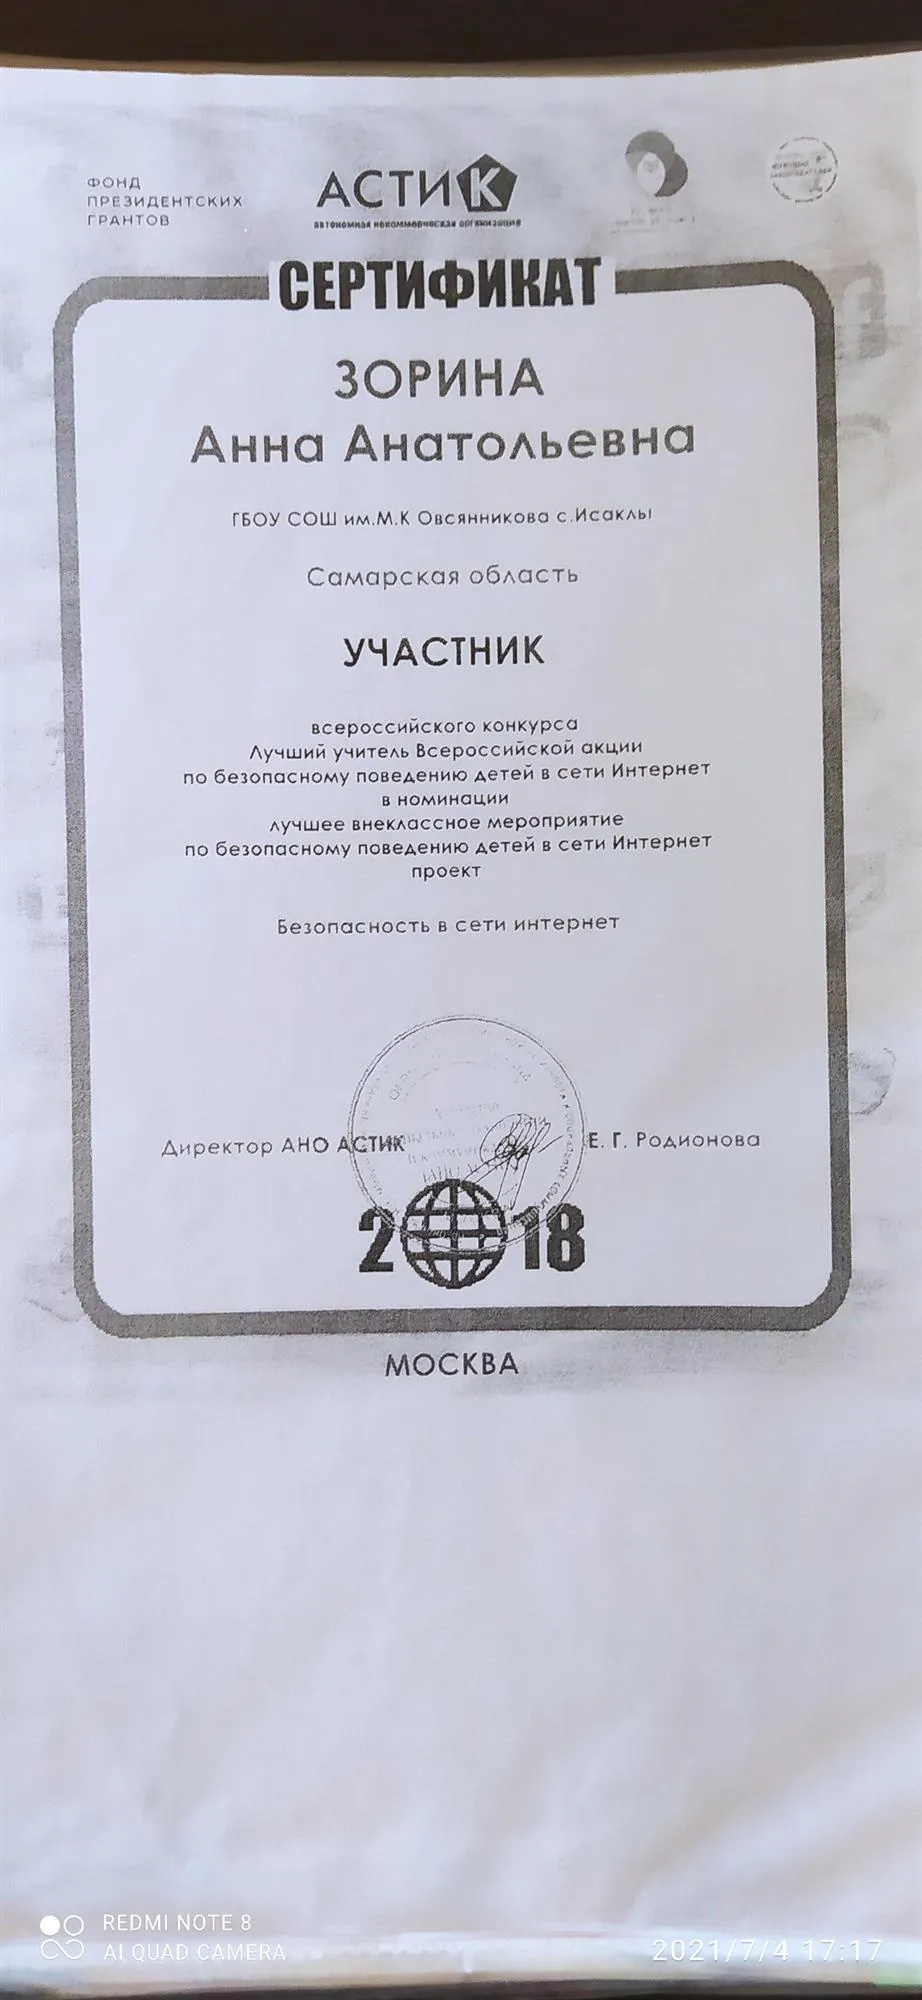 ФОНД
ПРЕЗИДЕНТСКИХ
ГРАНТОВ
АСТИК
автономная некоммерческая организация
СЕРТИФИКАТ
ЗОРИНА
Анна Анатольевна
ГБОУ СОШ им.М.К Овсянникова с.Исаклы
Самарская область
УЧАСТНИК
всероссийского конкурса
Лучший учитель Всероссийской акции
по безопасному поведению детей в сети Интернет
в номинации
лучшее внеклассное мероприятие
по безопасному поведению детей в сети Интернет
проект
Безопасность в сети интернет
Директор АНО АСТИК Е. Г. Родионова
2018
МОСКВА
REDMI NOTE 8
AI QUAD CAMERA
2021/7/4 17:17